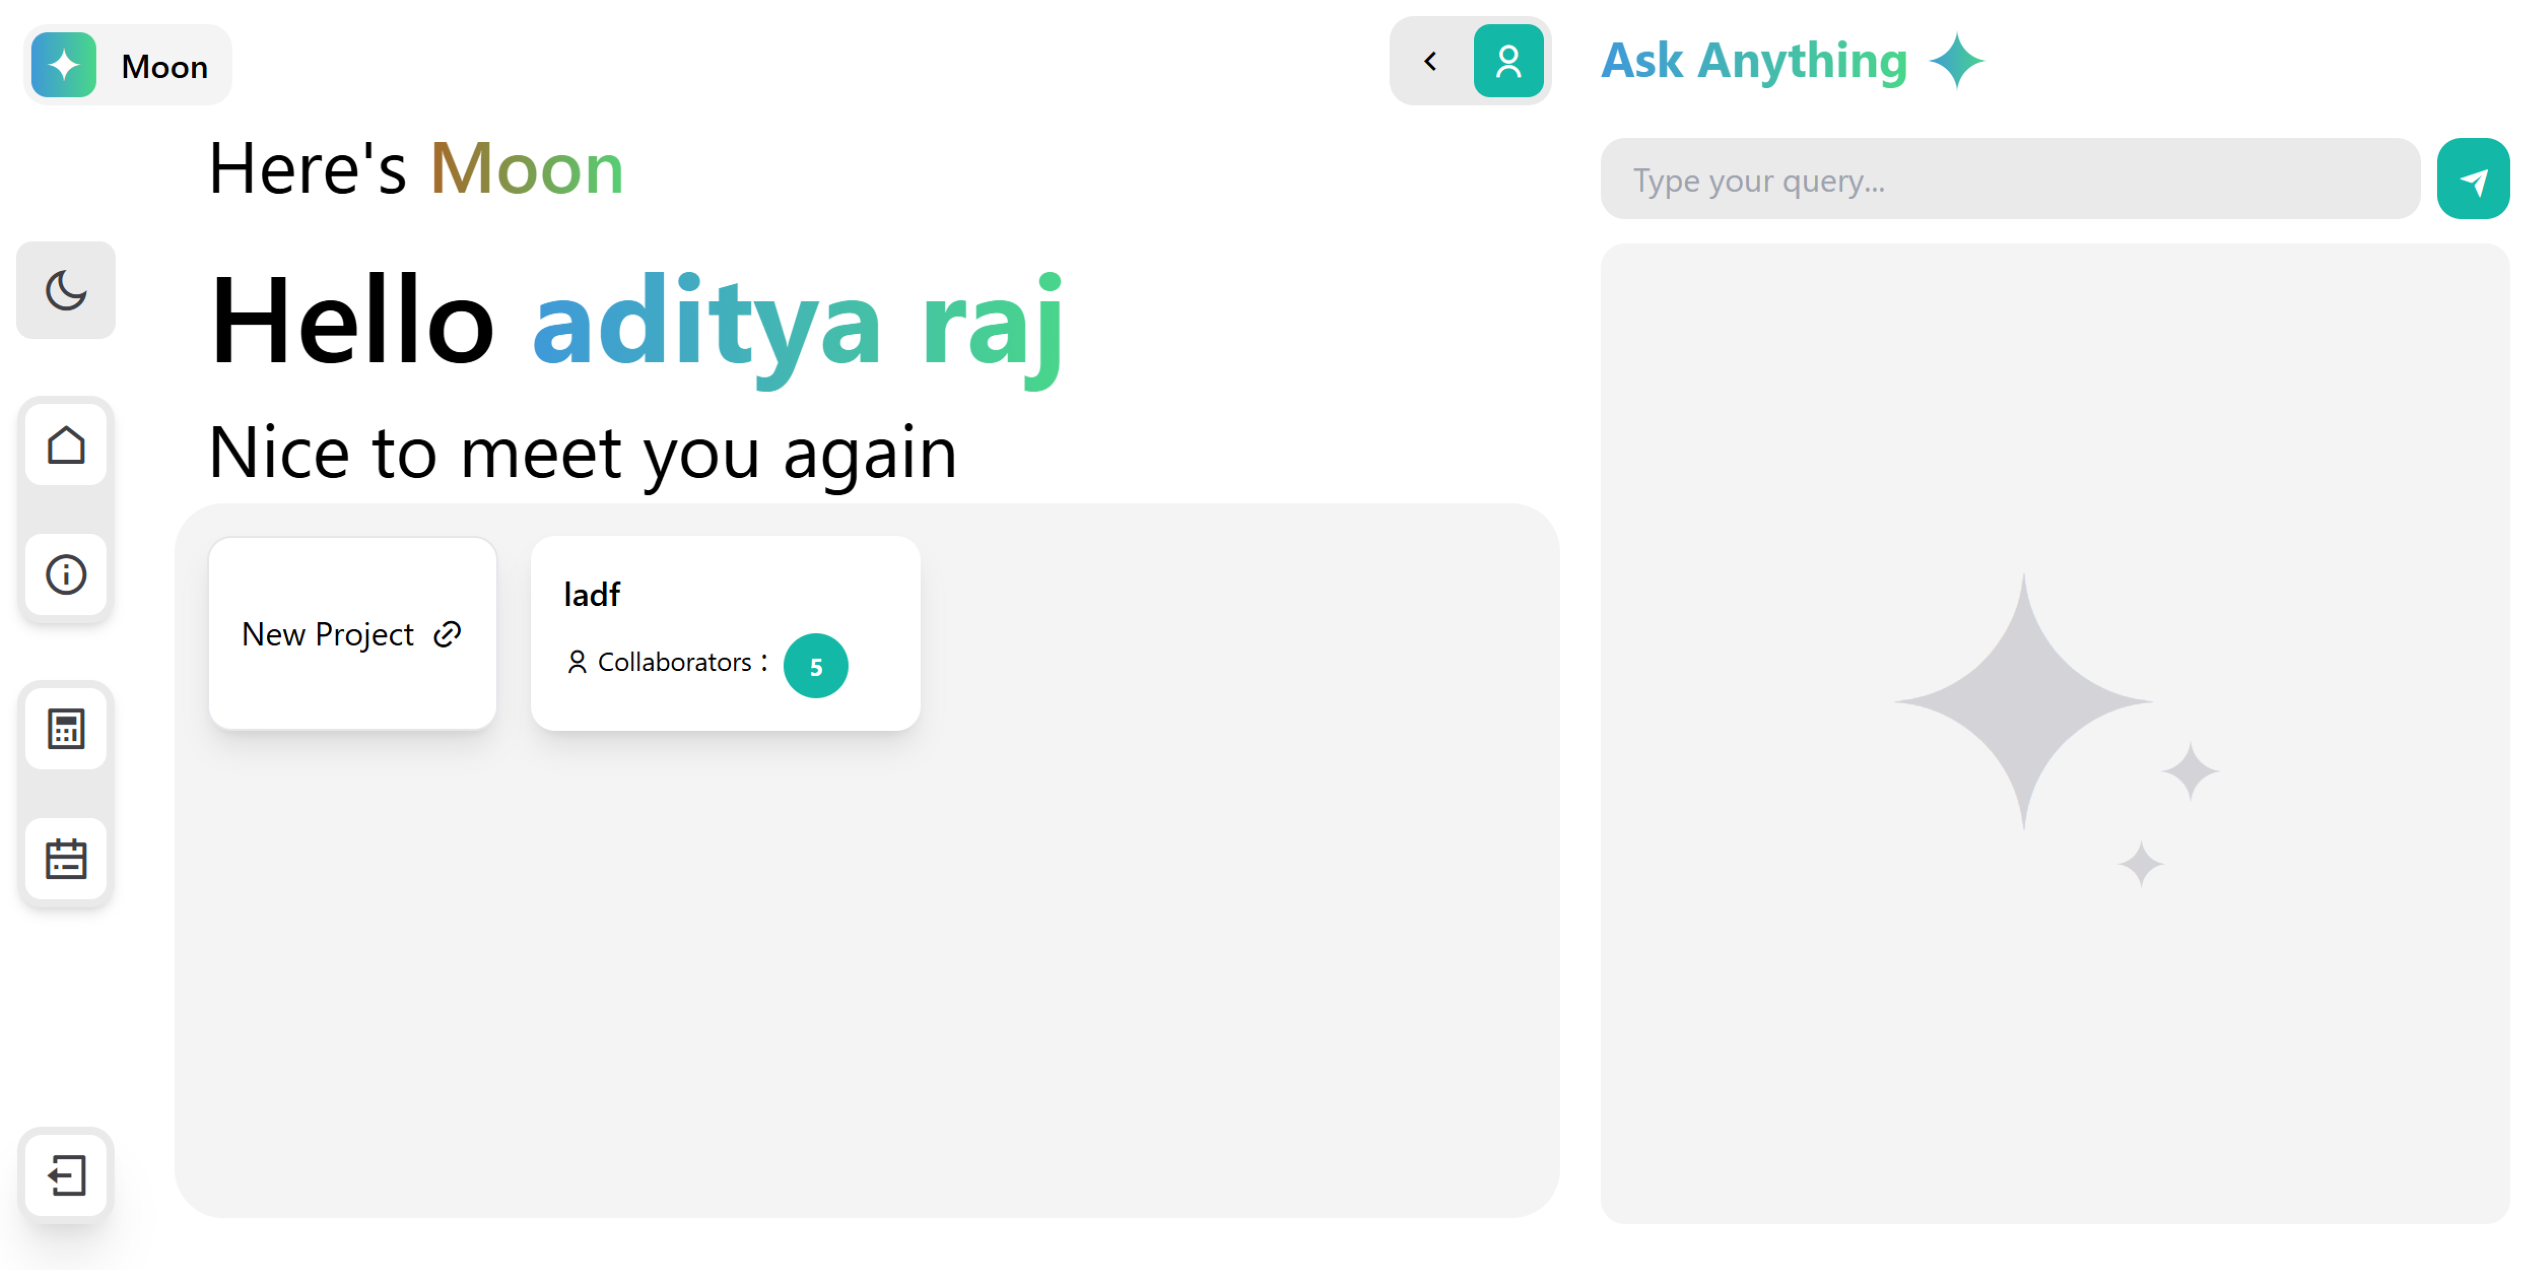 Moon
Here's Moon
Hello aditya raj
Nice to meet you again
New Project
ladf
Collaborators : 5
Ask Anything
Type your query...